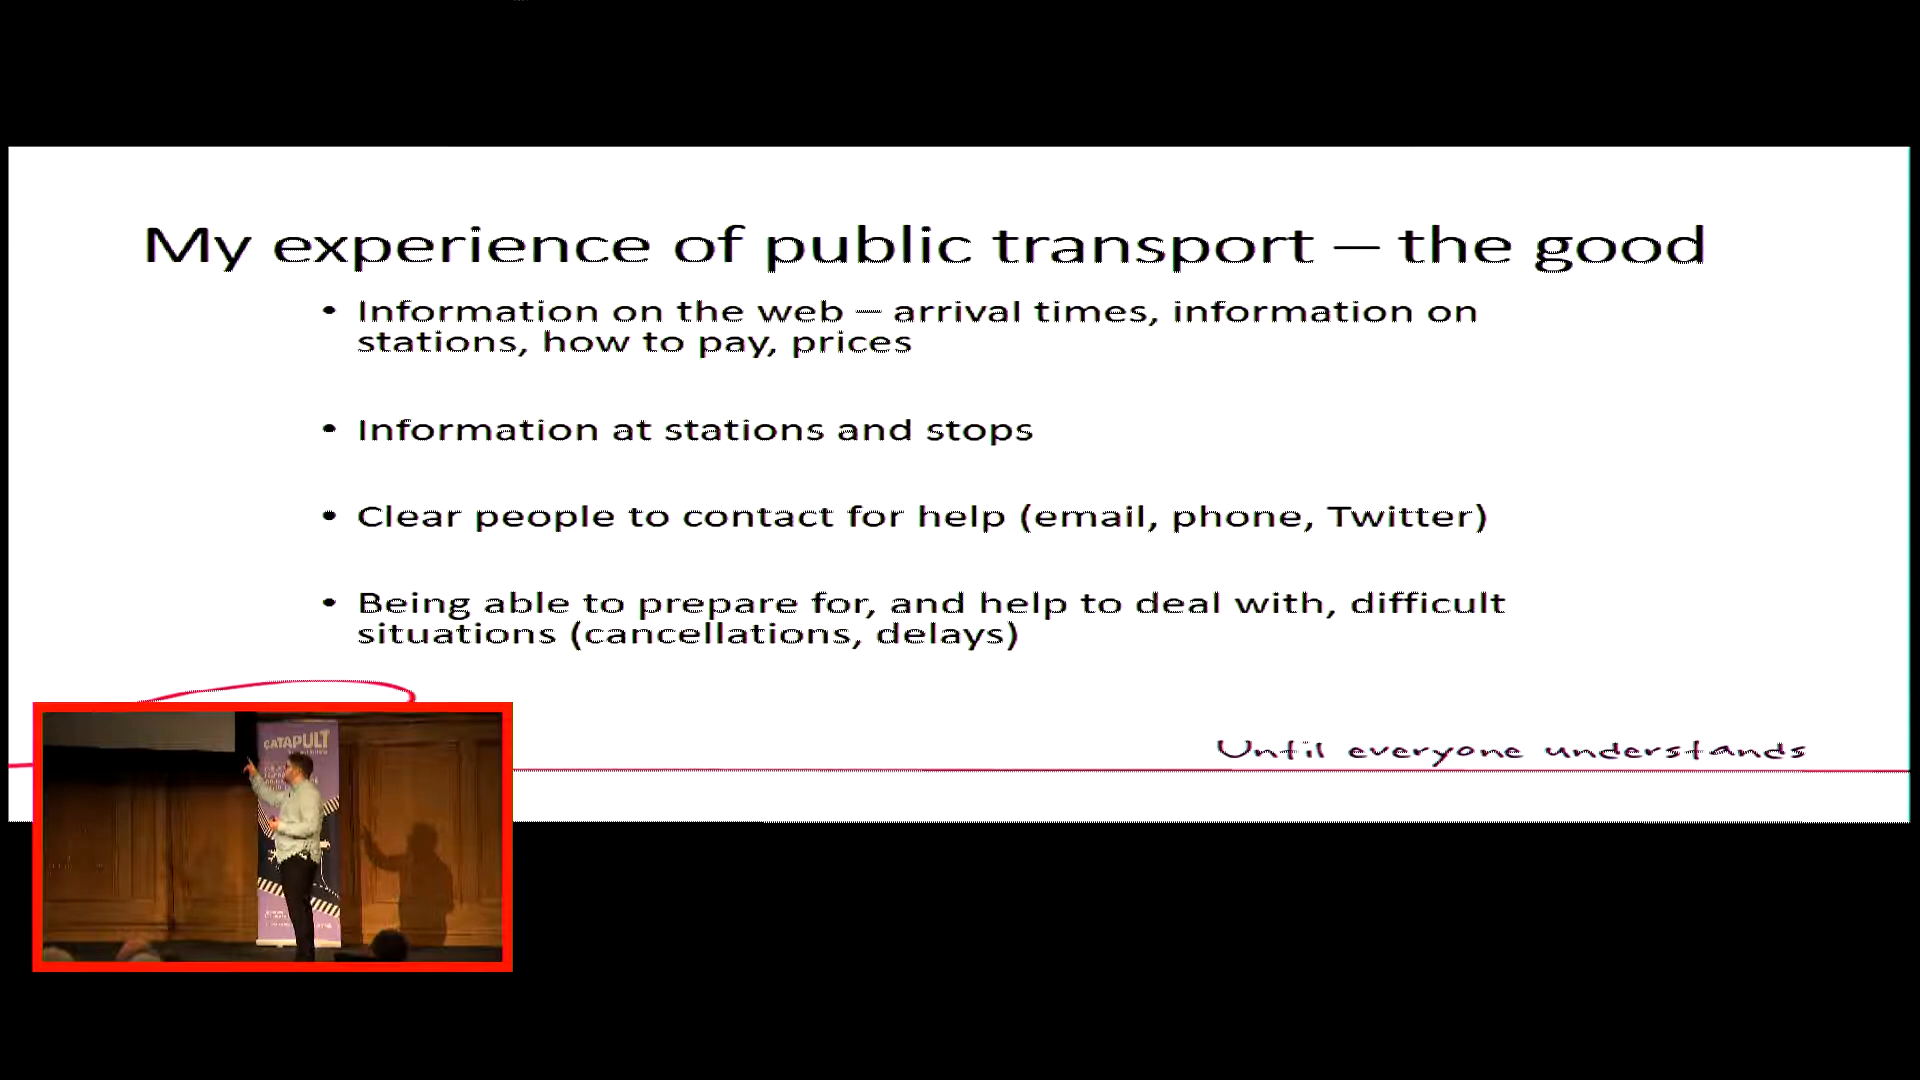 My experience of public transport – the good
• Information on the web – arrival times, information on
stations, how to pay, prices
• Information at stations and stops
• Clear people to contact for help (email, phone, Twitter)
• Being able to prepare for, and help to deal with, difficult
situations (cancellations, delays)
Until everyone understands
CATAPULT